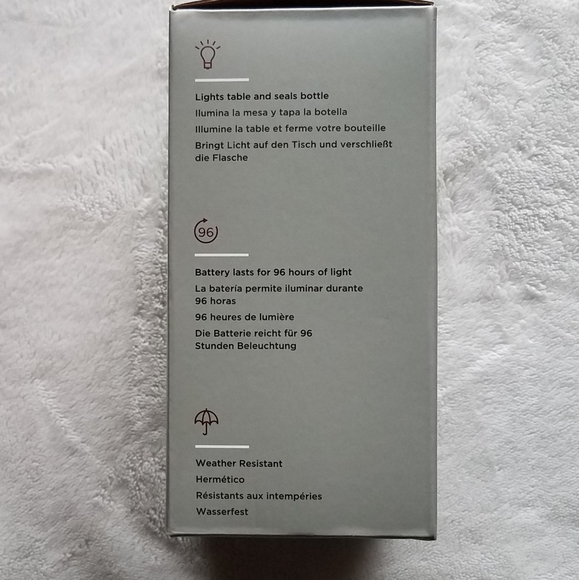 Lights table and seals bottle
Ilumina la mesa y tapa la botella
Illumine la table et ferme votre bouteille
Bringt Licht auf den Tisch und verschließt
die Flasche
96
Battery lasts for 96 hours of light
La batería permite iluminar durante
96 horas
96 heures de lumière
Die Batterie reicht für 96
Stunden Beleuchtung
Weather Resistant
Hermético
Résistants aux intempéries
Wasserfest